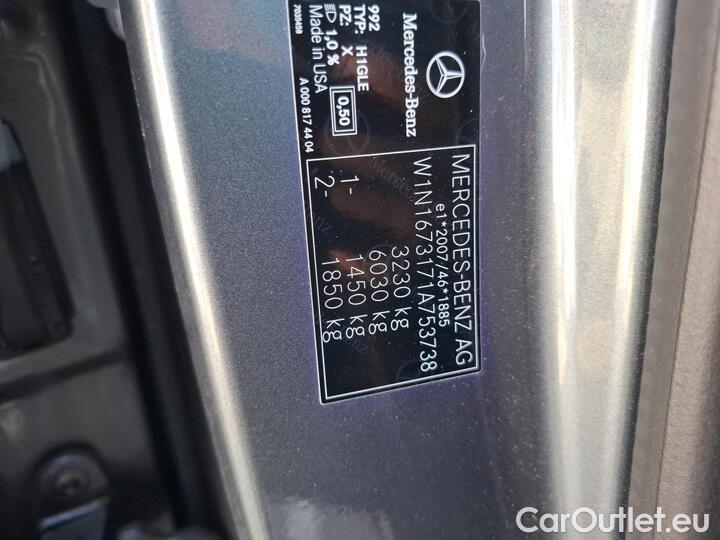 Mercedes-Benz
992
TYP: H1GLE
PZ: X 0,50
1,0 %
Made in USA
7035458 A 000 817 44 04
MERCEDES-BENZ AG
e1*2007/46*1885
W1N1673171A753738
3230 kg
6030 kg
1- 1450 kg
2- 1850 kg
CarOutlet.eu